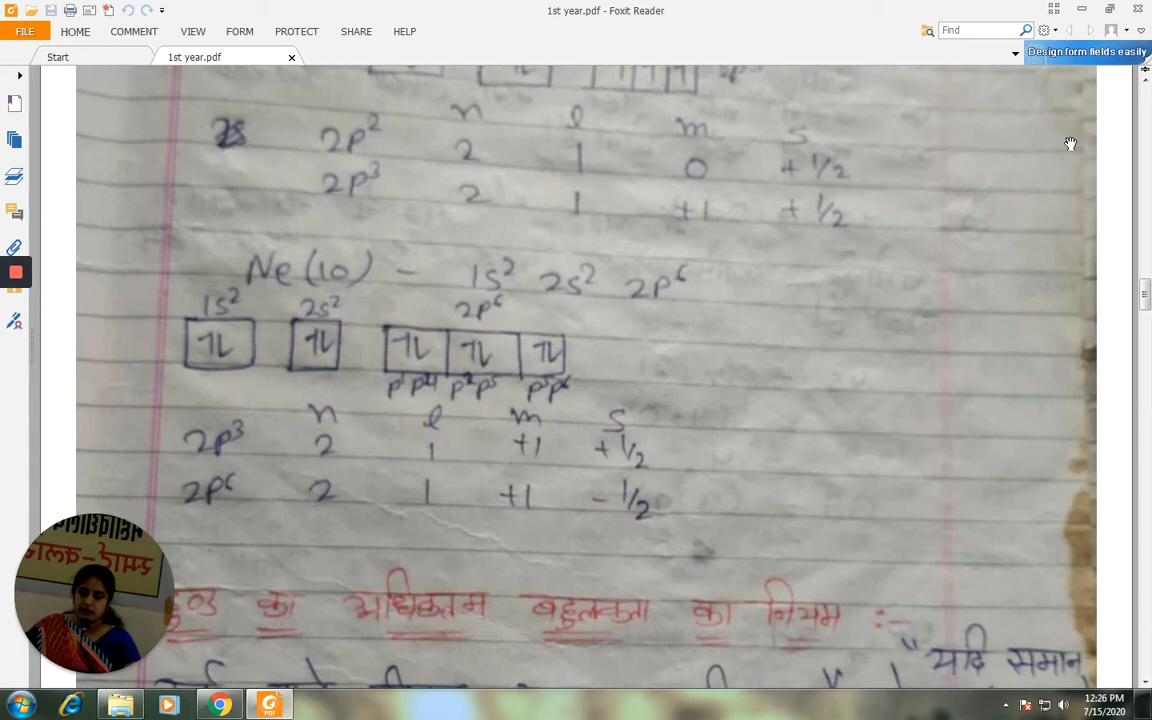 1st year.pdf - Foxit Reader
FILE HOME COMMENT VIEW FORM PROTECT SHARE HELP
Find
Start 1st year.pdf
Design form fields easily
n l m s
2p² 2 1 0 + 1/2
2p³ 2 1 +1 + 1/2
Ne (10) - 1s² 2s² 2p⁶
1s² 2s² 2p⁶
n l m s
2p³ 2 1 +1 + 1/2
2p⁶ 2 1 +1 - 1/2
का अधिकतम बहुलकता का नियम :-
"यदि समान
12:26 PM
7/15/2020